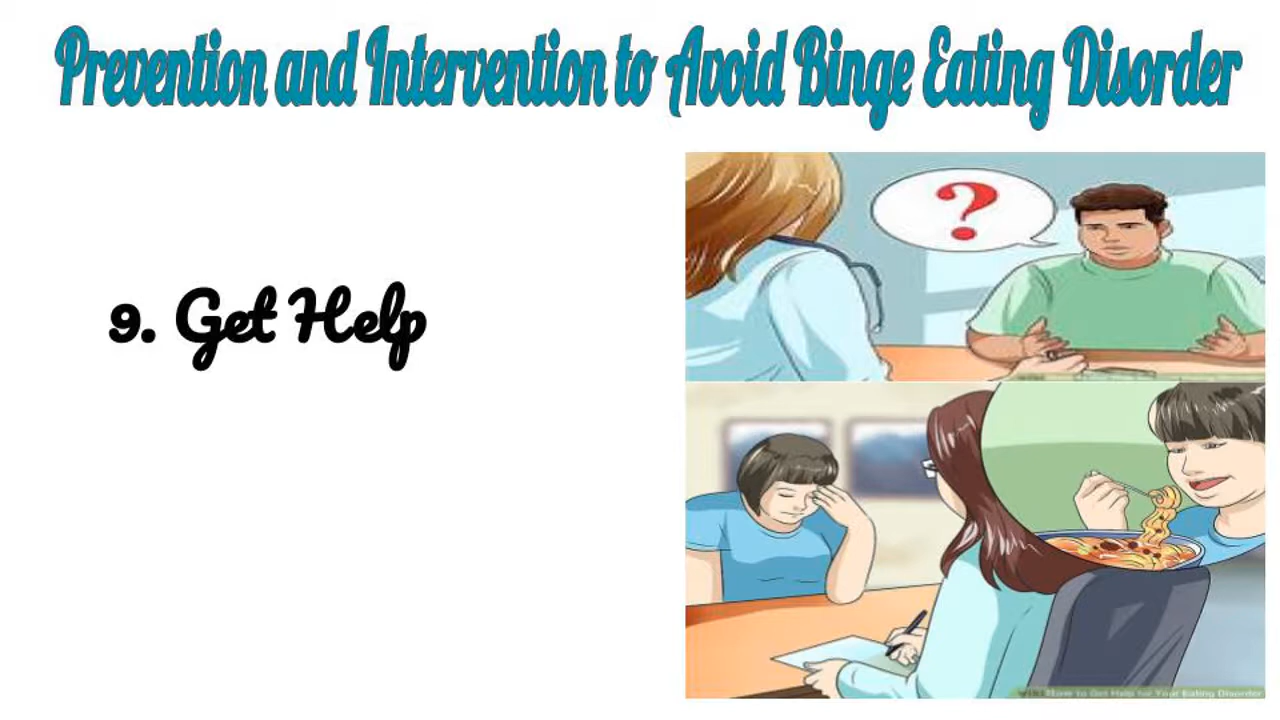 Prevention and Intervention to Avoid Binge Eating Disorder
?
9. Get Help
wiki How to Get Help for Your Eating Disorder